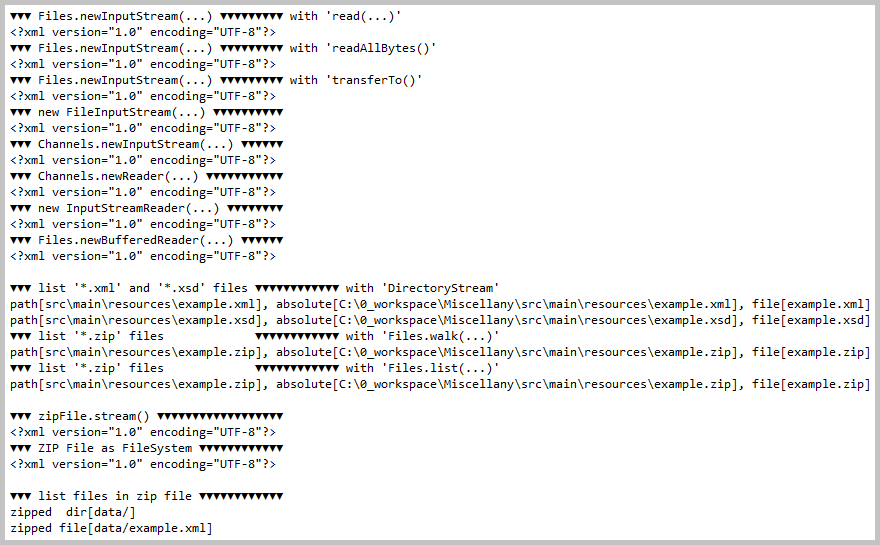 ▼▼▼ Files.newInputStream(...) ▼▼▼▼▼▼▼▼▼ with 'read(...)'
<?xml version="1.0" encoding="UTF-8"?>
▼▼▼ Files.newInputStream(...) ▼▼▼▼▼▼▼▼▼ with 'readAllBytes()'
<?xml version="1.0" encoding="UTF-8"?>
▼▼▼ Files.newInputStream(...) ▼▼▼▼▼▼▼▼▼ with 'transferTo()'
<?xml version="1.0" encoding="UTF-8"?>
▼▼▼ new FileInputStream(...) ▼▼▼▼▼▼▼▼▼▼
<?xml version="1.0" encoding="UTF-8"?>
▼▼▼ Channels.newInputStream(...) ▼▼▼▼▼▼
<?xml version="1.0" encoding="UTF-8"?>
▼▼▼ Channels.newReader(...) ▼▼▼▼▼▼▼▼▼▼▼
<?xml version="1.0" encoding="UTF-8"?>
▼▼▼ new InputStreamReader(...) ▼▼▼▼▼▼▼▼
<?xml version="1.0" encoding="UTF-8"?>
▼▼▼ Files.newBufferedReader(...) ▼▼▼▼▼▼
<?xml version="1.0" encoding="UTF-8"?>

▼▼▼ list '*.xml' and '*.xsd' files ▼▼▼▼▼▼▼▼▼▼▼▼ with 'DirectoryStream'
path[src\main\resources\example.xml], absolute[C:\0_workspace\Miscellany\src\main\resources\example.xml], file[example.xml]
path[src\main\resources\example.xsd], absolute[C:\0_workspace\Miscellany\src\main\resources\example.xsd], file[example.xsd]
▼▼▼ list '*.zip' files             ▼▼▼▼▼▼▼▼▼▼▼▼ with 'Files.walk(...)'
path[src\main\resources\example.zip], absolute[C:\0_workspace\Miscellany\src\main\resources\example.zip], file[example.zip]
▼▼▼ list '*.zip' files             ▼▼▼▼▼▼▼▼▼▼▼▼ with 'Files.list(...)'
path[src\main\resources\example.zip], absolute[C:\0_workspace\Miscellany\src\main\resources\example.zip], file[example.zip]

▼▼▼ zipFile.stream() ▼▼▼▼▼▼▼▼▼▼▼▼▼▼▼▼▼▼
<?xml version="1.0" encoding="UTF-8"?>
▼▼▼ ZIP File as FileSystem ▼▼▼▼▼▼▼▼▼▼▼▼
<?xml version="1.0" encoding="UTF-8"?>

▼▼▼ list files in zip file ▼▼▼▼▼▼▼▼▼▼▼▼
zipped  dir[data/]
zipped file[data/example.xml]